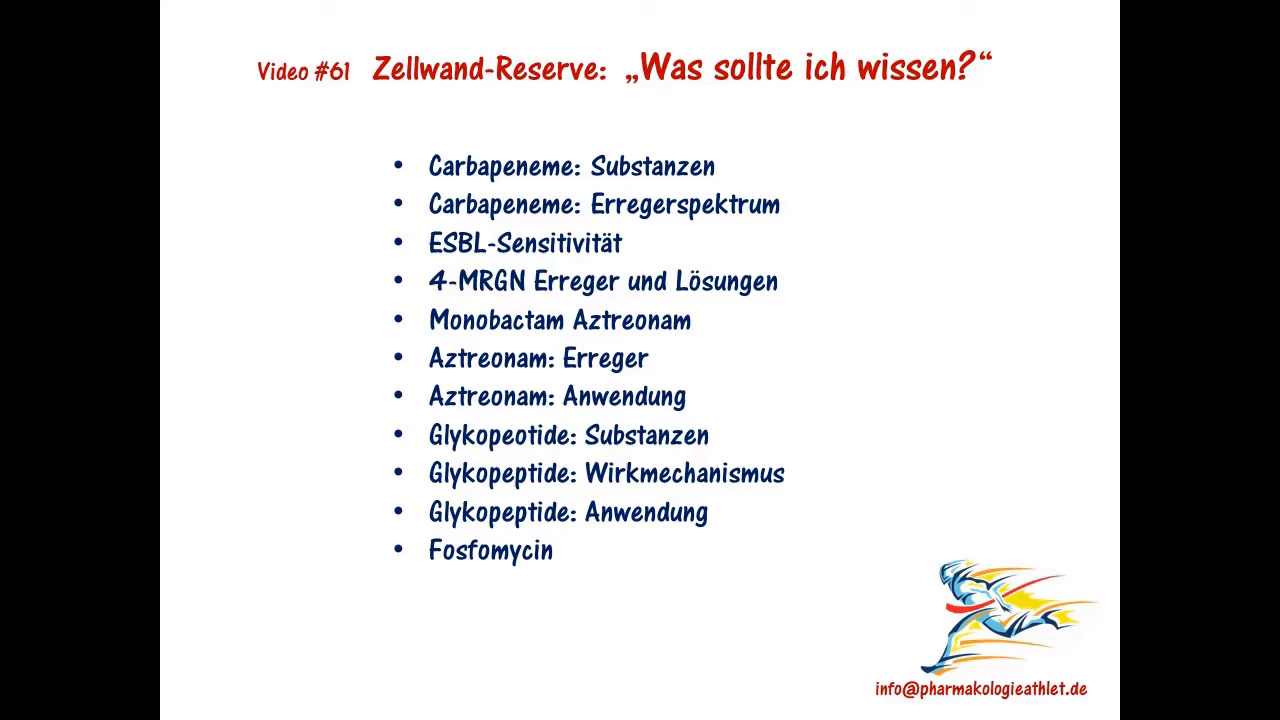 Video #61 Zellwand-Reserve: „Was sollte ich wissen?“
• Carbapeneme: Substanzen
• Carbapeneme: Erregerspektrum
• ESBL-Sensitivität
• 4-MRGN Erreger und Lösungen
• Monobactam Aztreonam
• Aztreonam: Erreger
• Aztreonam: Anwendung
• Glykopeotide: Substanzen
• Glykopeptide: Wirkmechanismus
• Glykopeptide: Anwendung
• Fosfomycin
info@pharmakologieathlet.de